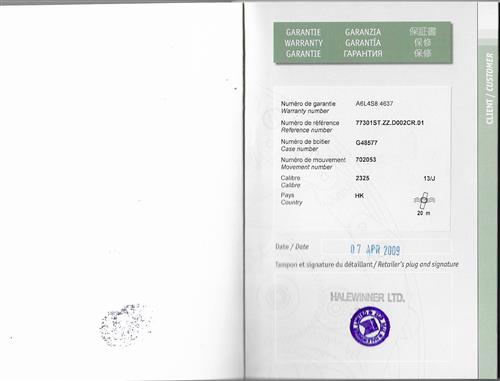 GARANTIE GARANZIA 保証書
WARRANTY GARANTÍA 保修
GARANTIE ГАРАНТИЯ 保修
CLIENT / CUSTOMER
Numéro de garantie A6L4S8.4637
Warranty number
Numéro de référence 77301ST.ZZ.D002CR.01
Reference number
Numéro de boitier G48577
Case number
Numéro de mouvement 702053
Movement number
Calibre 2325 13/J
Calibre
Pays HK
Country
20 m
Date / Date 07 APR 2009
Tampon et signature du détaillant / Retailer's plug and signature
HALEWINNER LTD.